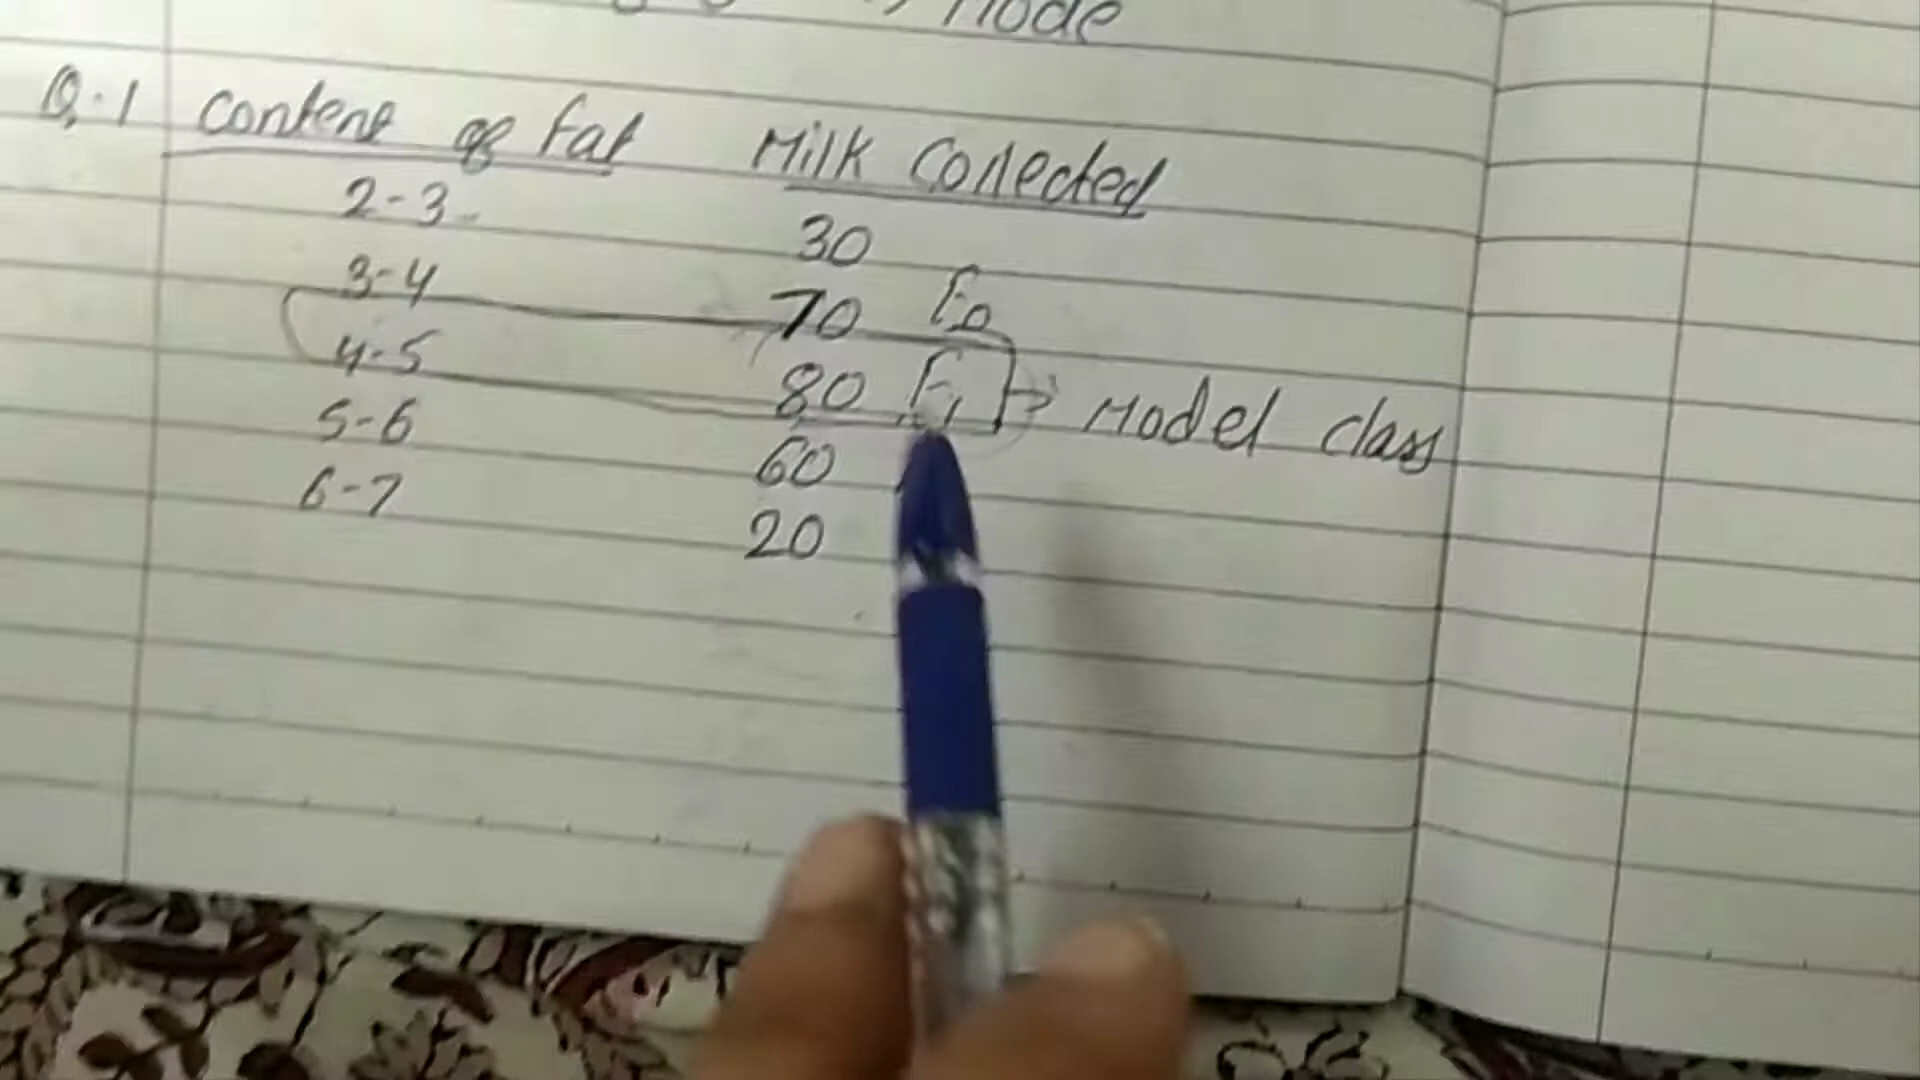 Mode
Q.1 Content of Fat Milk Collected
2-3 30
3-4 70 F0
4-5 80 F1 → Model class
5-6 60
6-7 20